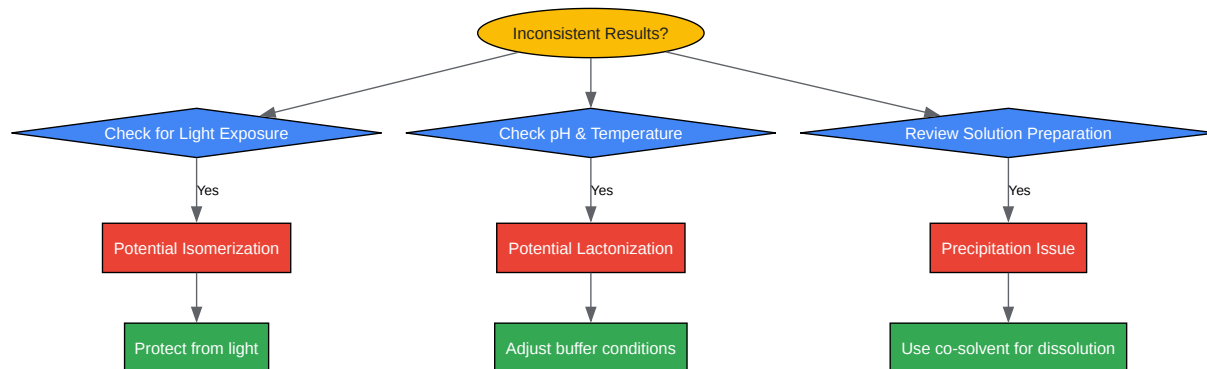 Inconsistent Results?
Check for Light Exposure
Check pH & Temperature
Review Solution Preparation
Yes
Yes
Yes
Potential Isomerization
Potential Lactonization
Precipitation Issue
Protect from light
Adjust buffer conditions
Use co-solvent for dissolution